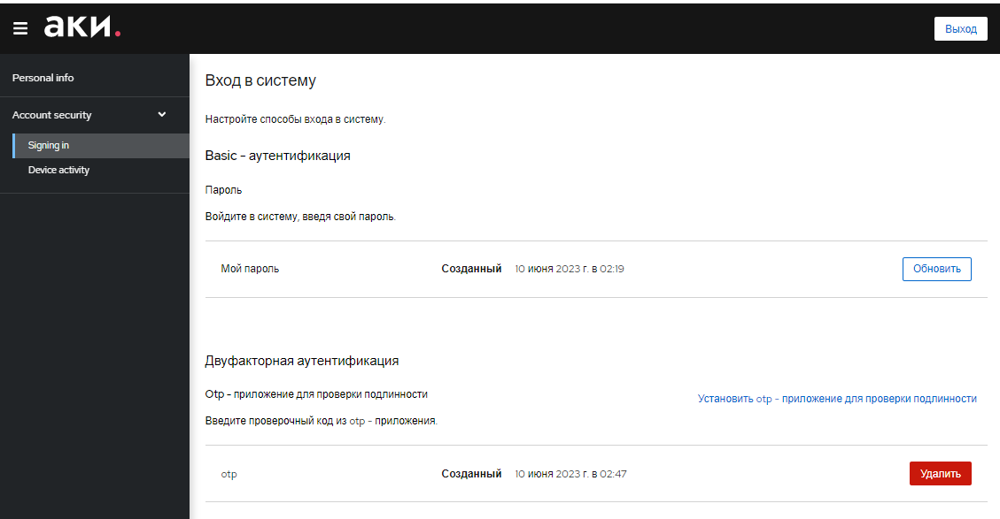 аки.
Выход
Personal info
Account security
Signing in
Device activity
Вход в систему
Настройте способы входа в систему.
Basic - аутентификация
Пароль
Войдите в систему, введя свой пароль.
Мой пароль Созданный 10 июня 2023 г. в 02:19 Обновить
Двуфакторная аутентификация
Otp - приложение для проверки подлинности Установить otp - приложение для проверки подлинности
Введите проверочный код из otp - приложения.
otp Созданный 10 июня 2023 г. в 02:47 Удалить